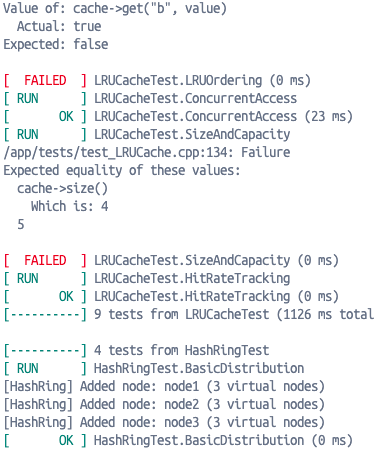 Value of: cache->get("b", value)
  Actual: true
Expected: false

[  FAILED  ] LRUCacheTest.LRUOrdering (0 ms)
[ RUN      ] LRUCacheTest.ConcurrentAccess
[       OK ] LRUCacheTest.ConcurrentAccess (23 ms)
[ RUN      ] LRUCacheTest.SizeAndCapacity
/app/tests/test_LRUCache.cpp:134: Failure
Expected equality of these values:
  cache->size()
    Which is: 4
  5

[  FAILED  ] LRUCacheTest.SizeAndCapacity (0 ms)
[ RUN      ] LRUCacheTest.HitRateTracking
[       OK ] LRUCacheTest.HitRateTracking (0 ms)
[----------] 9 tests from LRUCacheTest (1126 ms total

[----------] 4 tests from HashRingTest
[ RUN      ] HashRingTest.BasicDistribution
[HashRing] Added node: node1 (3 virtual nodes)
[HashRing] Added node: node2 (3 virtual nodes)
[HashRing] Added node: node3 (3 virtual nodes)
[       OK ] HashRingTest.BasicDistribution (0 ms)